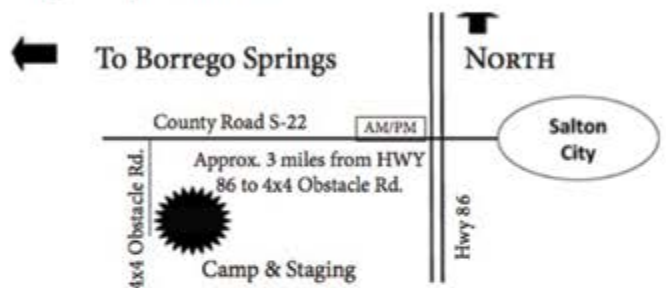 To Borrego Springs
NORTH
County Road S-22
AM/PM
Salton
City
Approx. 3 miles from HWY
86 to 4x4 Obstacle Rd.
4x4 Obstacle Rd.
Hwy 86
Camp & Staging